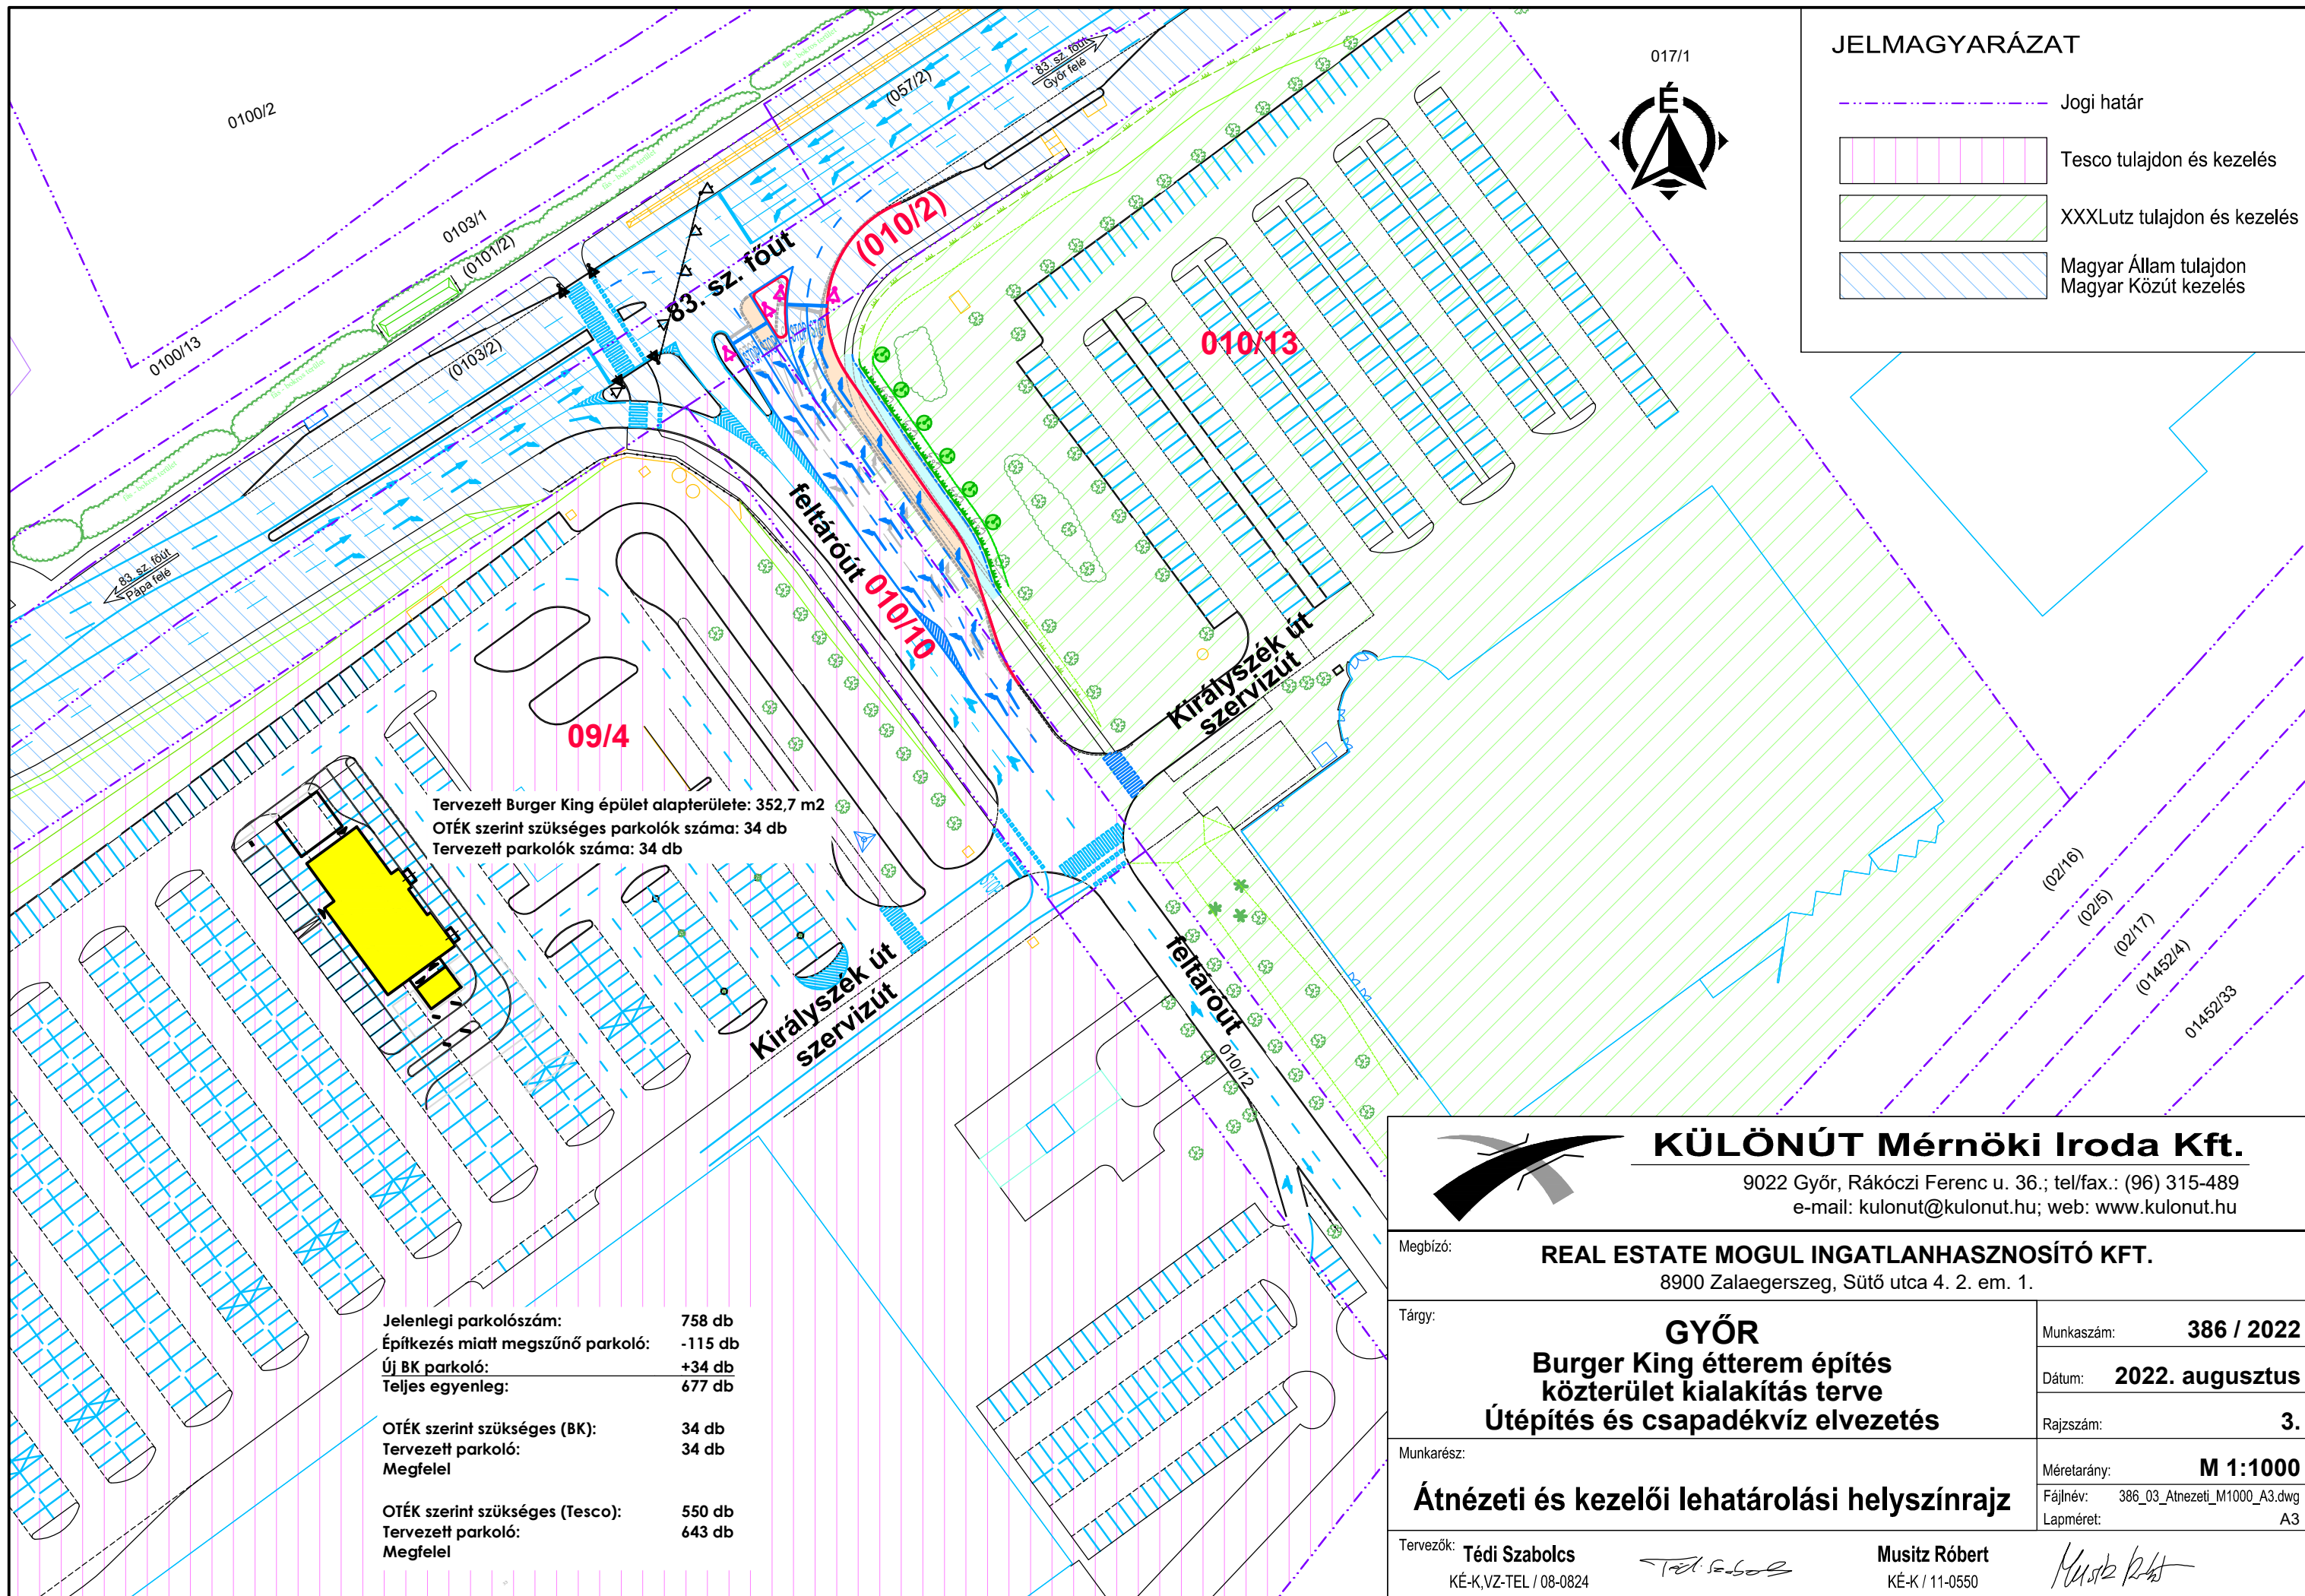 JELMAGYARÁZAT
Jogi határ
Tesco tulajdon és kezelés
XXXLutz tulajdon és kezelés
Magyar Állam tulajdon
Magyar Közút kezelés
017/1
É
0100/2
0103/1
(0101/2)
0100/13
(0103/2)
(057/2)
83. sz. főút
Győr felé
83. sz. főút
Pápa felé
83. sz. főút
(010/2)
010/13
feltáróút
010/10
09/4
Királyszék út
szervizút
Tervezett Burger King épület alapterülete: 352,7 m2
OTÉK szerint szükséges parkolók száma: 34 db
Tervezett parkolók száma: 34 db
STOP
Királyszék út
szervizút
feltáróút
010/12
(02/16)
(02/5)
(02/17)
(01452/4)
01452/33
Jelenlegi parkolószám: 758 db
Építkezés miatt megszűnő parkoló: -115 db
Új BK parkoló: +34 db
Teljes egyenleg: 677 db
OTÉK szerint szükséges (BK): 34 db
Tervezett parkoló: 34 db
Megfelel
OTÉK szerint szükséges (Tesco): 550 db
Tervezett parkoló: 643 db
Megfelel
KÜLÖNÚT Mérnöki Iroda Kft.
9022 Győr, Rákóczi Ferenc u. 36.; tel/fax.: (96) 315-489
e-mail: kulonut@kulonut.hu; web: www.kulonut.hu
Megbízó:
REAL ESTATE MOGUL INGATLANHASZNOSÍTÓ KFT.
8900 Zalaegerszeg, Sütő utca 4. 2. em. 1.
Tárgy:
GYŐR
Burger King étterem építés
közterület kialakítás terve
Útépítés és csapadékvíz elvezetés
Munkaszám: 386 / 2022
Dátum: 2022. augusztus
Rajzszám: 3.
Munkarész:
Átnézeti és kezelői lehatárolási helyszínrajz
Méretarány: M 1:1000
Fájlnév: 386_03_Atnezeti_M1000_A3.dwg
Lapméret: A3
Tervezők:
Tédi Szabolcs
KÉ-K,VZ-TEL / 08-0824
Musitz Róbert
KÉ-K / 11-0550